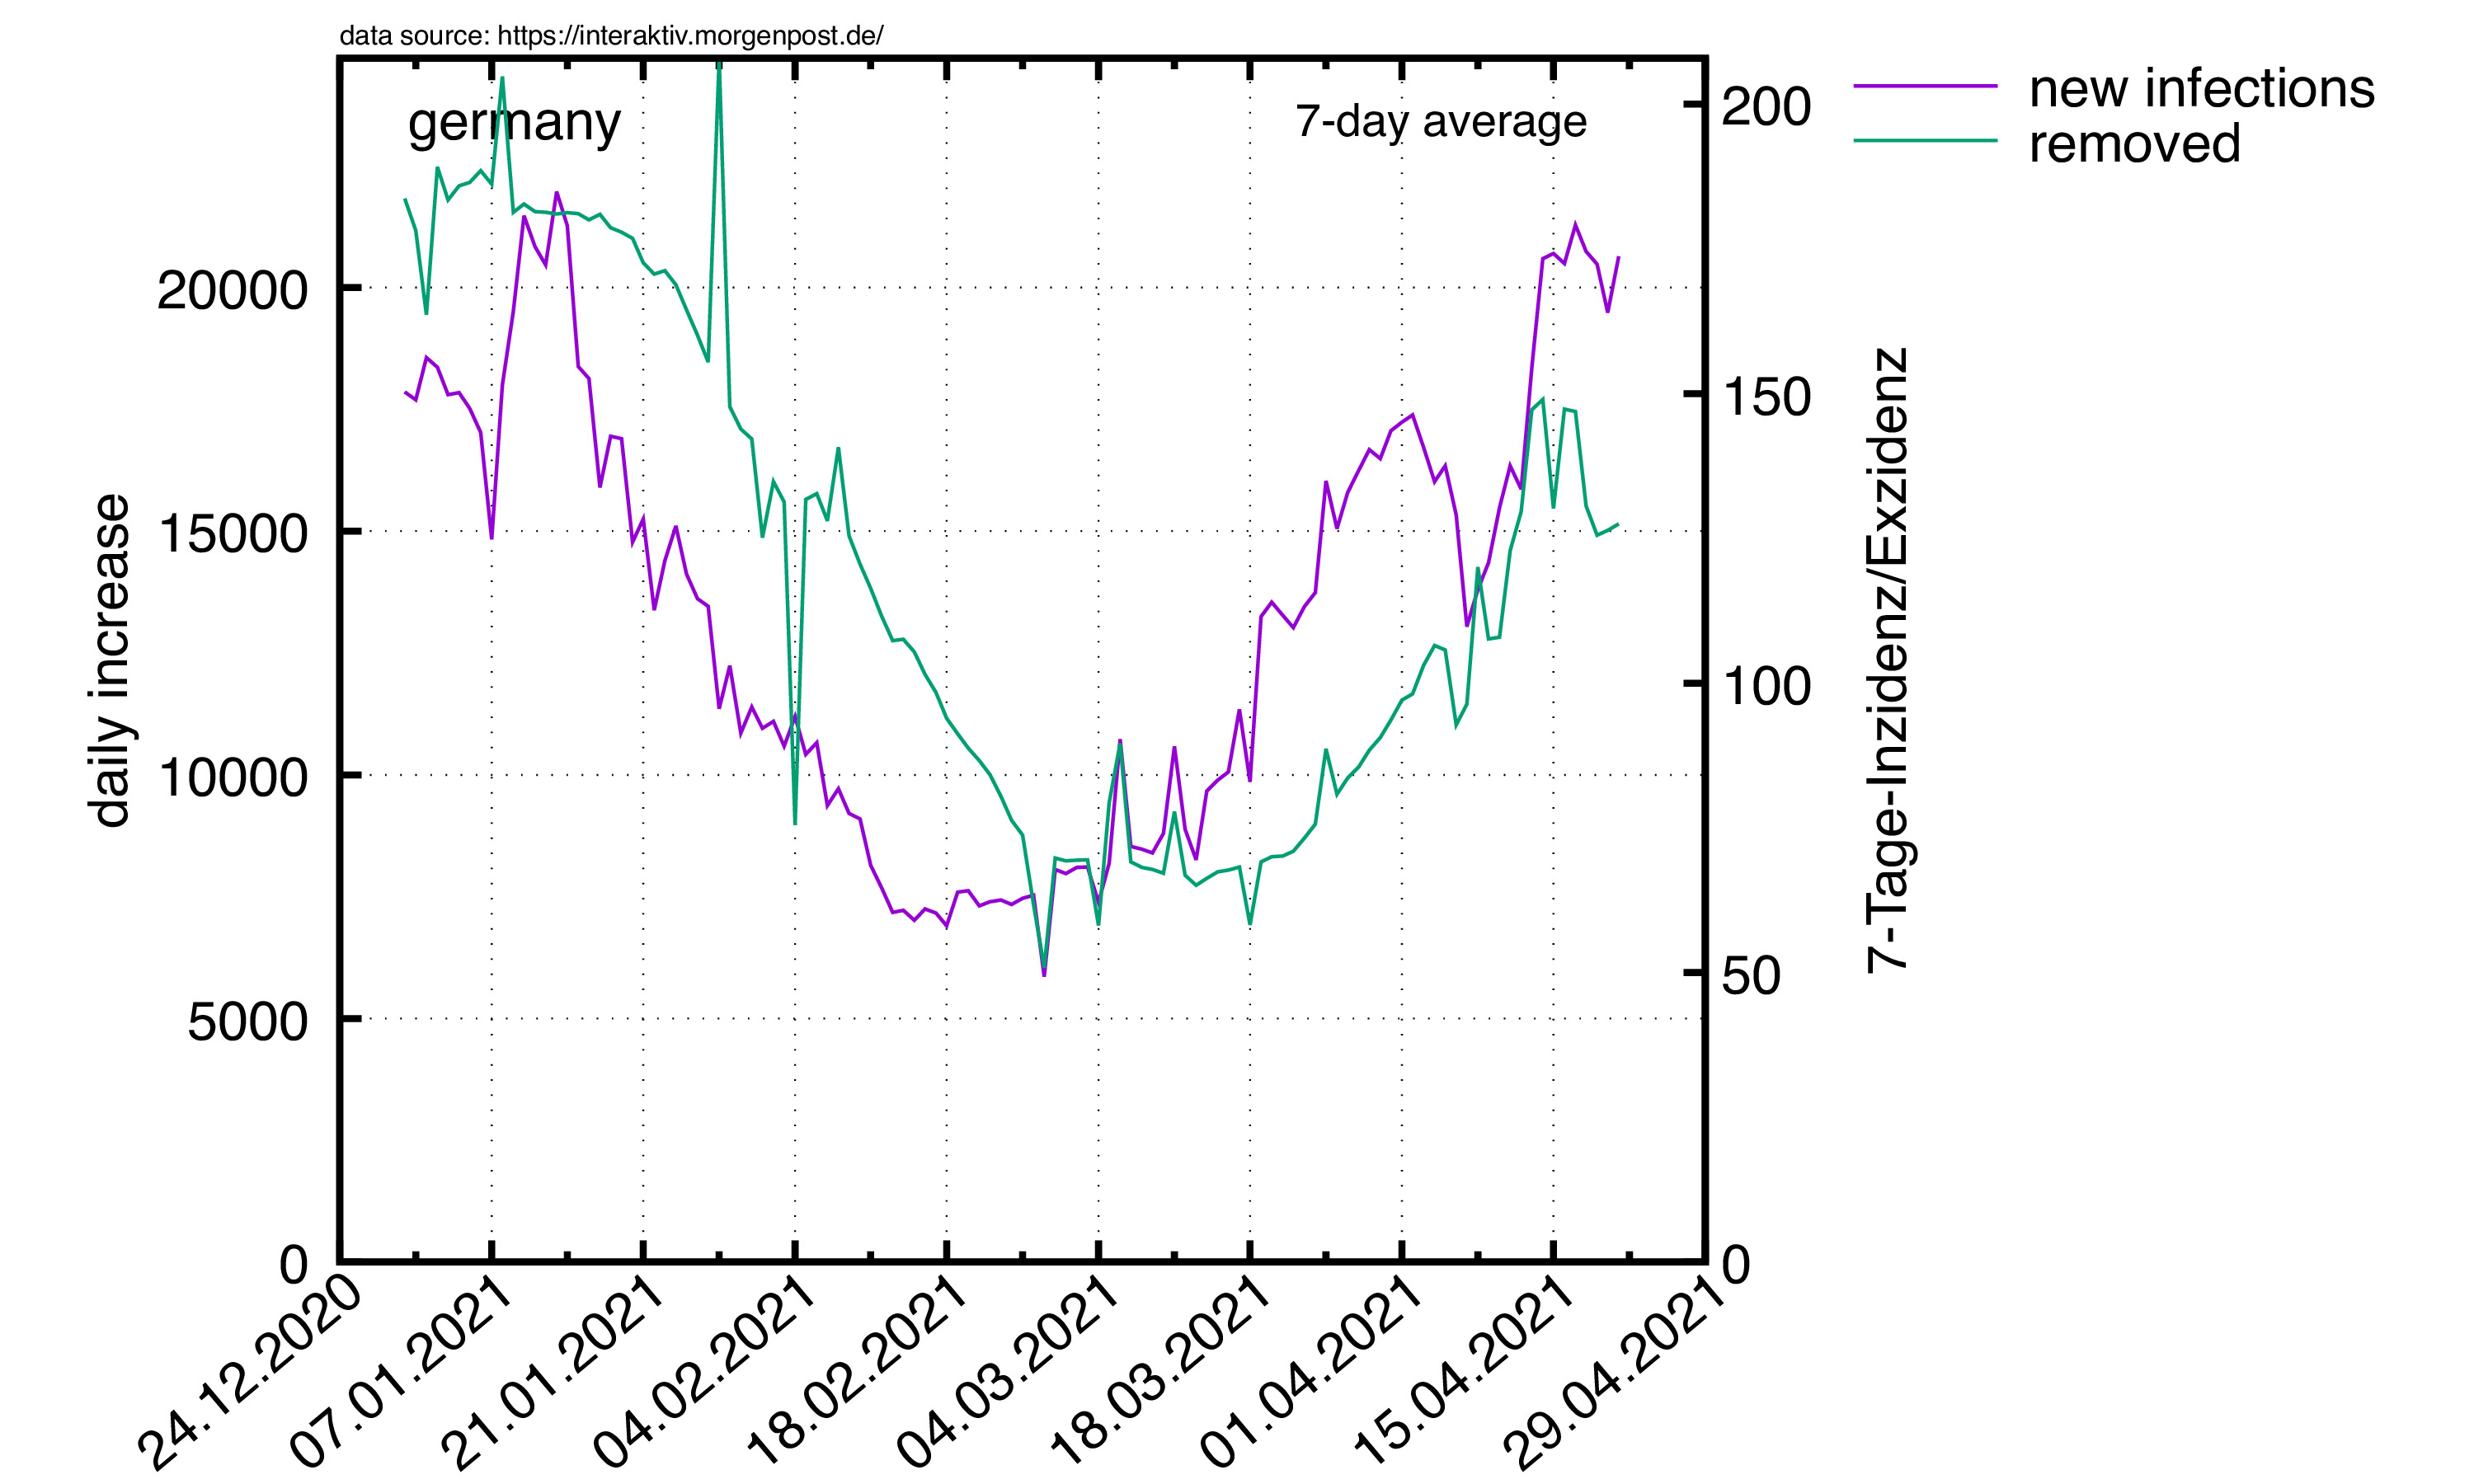 data source: https://interaktiv.morgenpost.de/
germany
7-day average
new infections
removed
daily increase
20000
15000
10000
5000
0
200
150
100
50
0
7-Tage-Inzidenz/Exzidenz
24.12.2020
07.01.2021
21.01.2021
04.02.2021
18.02.2021
04.03.2021
18.03.2021
01.04.2021
15.04.2021
29.04.2021